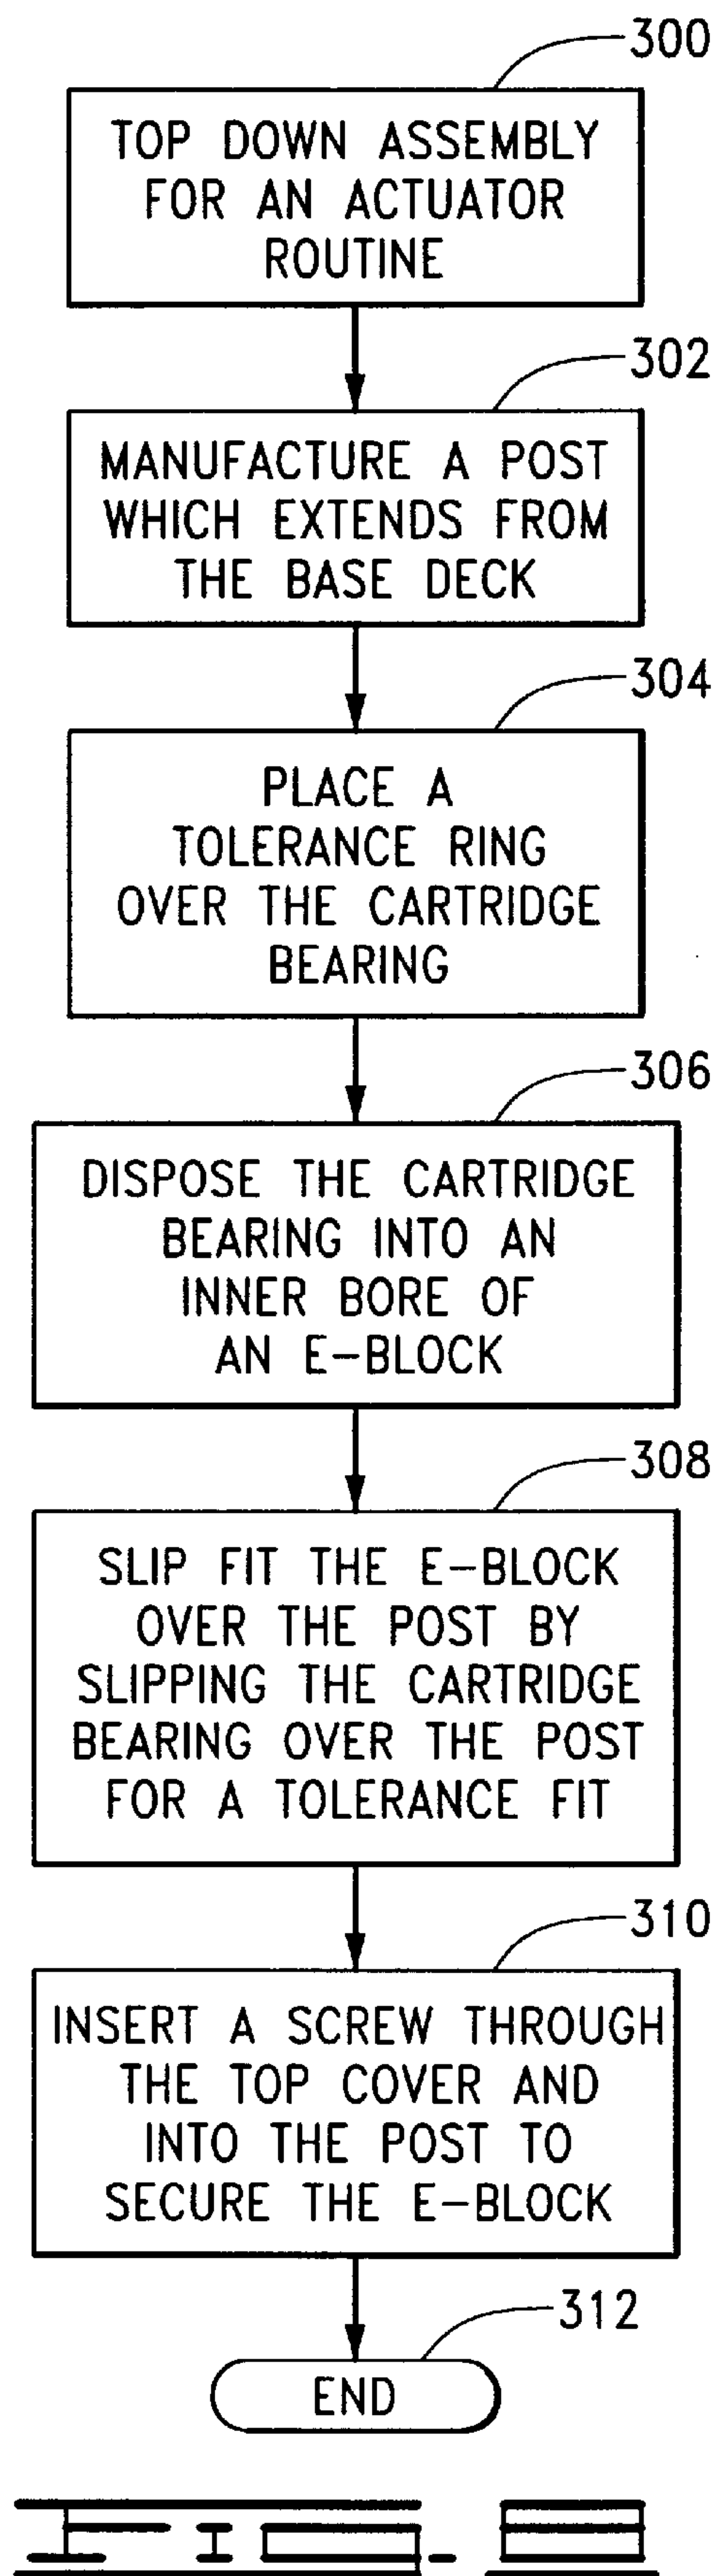 300
TOP DOWN ASSEMBLY
FOR AN ACTUATOR
ROUTINE
302
MANUFACTURE A POST
WHICH EXTENDS FROM
THE BASE DECK
304
PLACE A
TOLERANCE RING
OVER THE CARTRIDGE
BEARING
306
DISPOSE THE CARTRIDGE
BEARING INTO AN
INNER BORE OF
AN E-BLOCK
308
SLIP FIT THE E-BLOCK
OVER THE POST BY
SLIPPING THE CARTRIDGE
BEARING OVER THE POST
FOR A TOLERANCE FIT
310
INSERT A SCREW THROUGH
THE TOP COVER AND
INTO THE POST TO
SECURE THE E-BLOCK
312
END